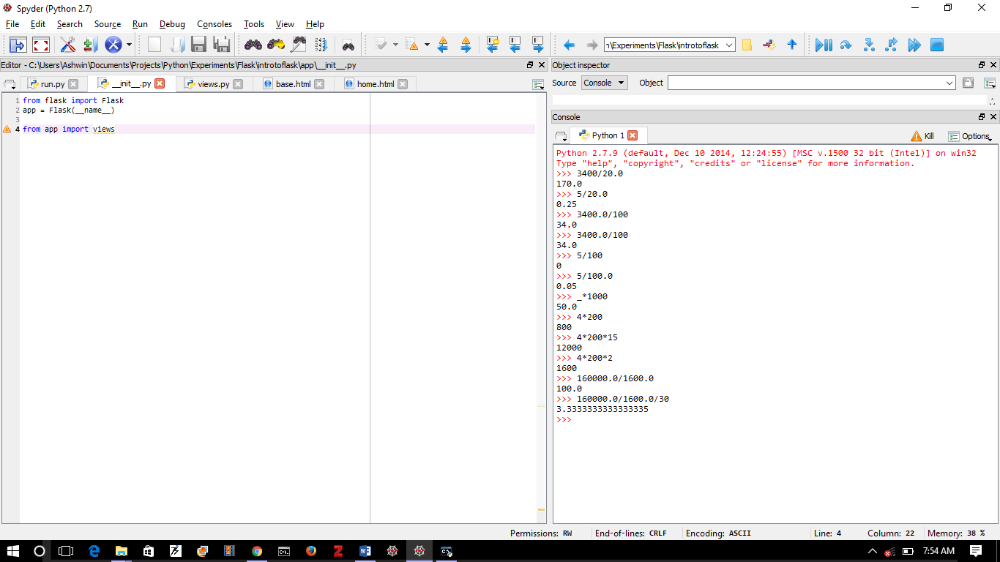 Spyder (Python 2.7)
File Edit Search Source Run Debug Consoles Tools View Help
n\Experiments\Flask\introtoflask
Editor - C:\Users\Ashwin\Documents\Projects\Python\Experiments\Flask\introtoflask\app\__init__.py
run.py __init__.py views.py base.html home.html
1 from flask import Flask
2 app = Flask(__name__)
3
4 from app import views
Object inspector
Source Console Object
Console
Python 1 Kill Options
Python 2.7.9 (default, Dec 10 2014, 12:24:55) [MSC v.1500 32 bit (Intel)] on win32
Type "help", "copyright", "credits" or "license" for more information.
>>> 3400/20.0
170.0
>>> 5/20.0
0.25
>>> 3400.0/100
34.0
>>> 3400.0/100
34.0
>>> 5/100
0
>>> 5/100.0
0.05
>>> _*1000
50.0
>>> 4*200
800
>>> 4*200*15
12000
>>> 4*200*2
1600
>>> 160000.0/1600.0
100.0
>>> 160000.0/1600.0/30
3.3333333333333335
>>>
Permissions: RW End-of-lines: CRLF Encoding: ASCII Line: 4 Column: 22 Memory: 38 %
7:54 AM